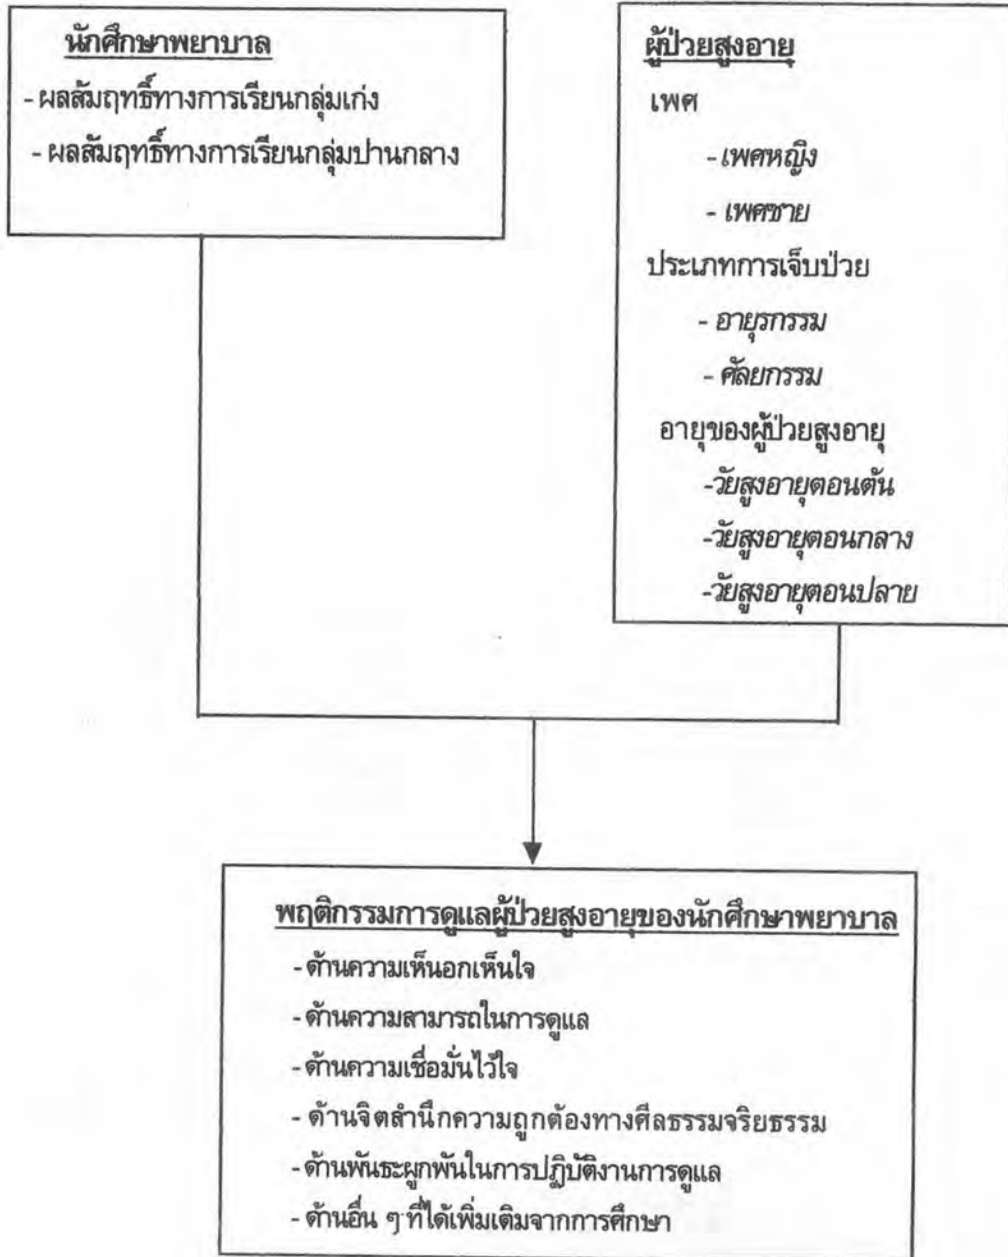 นักศึกษาพยาบาล
- ผลสัมฤทธิ์ทางการเรียนกลุ่มเก่ง
- ผลสัมฤทธิ์ทางการเรียนกลุ่มปานกลาง
ผู้ป่วยสูงอายุ
เพศ
- เพศหญิง
- เพศชาย
ประเภทการเจ็บป่วย
- อายุรกรรม
- ศัลยกรรม
อายุของผู้ป่วยสูงอายุ
-วัยสูงอายุตอนต้น
-วัยสูงอายุตอนกลาง
-วัยสูงอายุตอนปลาย
พฤติกรรมการดูแลผู้ป่วยสูงอายุของนักศึกษาพยาบาล
- ด้านความเห็นอกเห็นใจ
- ด้านความสามารถในการดูแล
- ด้านความเชื่อมั่นไว้ใจ
- ด้านจิตสำนึกความถูกต้องทางศีลธรรมจริยธรรม
- ด้านพันธะผูกพันในการปฏิบัติงานการดูแล
- ด้านอื่น ๆ ที่ได้เพิ่มเติมจากการศึกษา